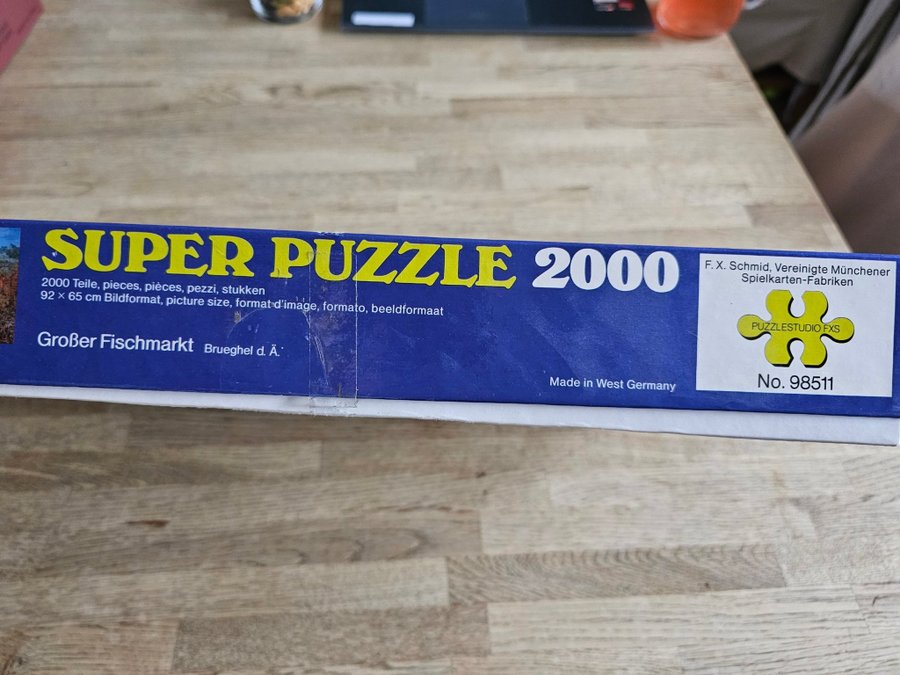 SUPER PUZZLE 2000
2000 Teile, pieces, pièces, pezzi, stukken
92 × 65 cm Bildformat, picture size, format d'image, formato, beeldformaat
Großer Fischmarkt Brueghel d. Ä.
Made in West Germany
F. X. Schmid, Vereinigte Münchener
Spielkarten-Fabriken
PUZZLESTUDIO FXS
No. 98511